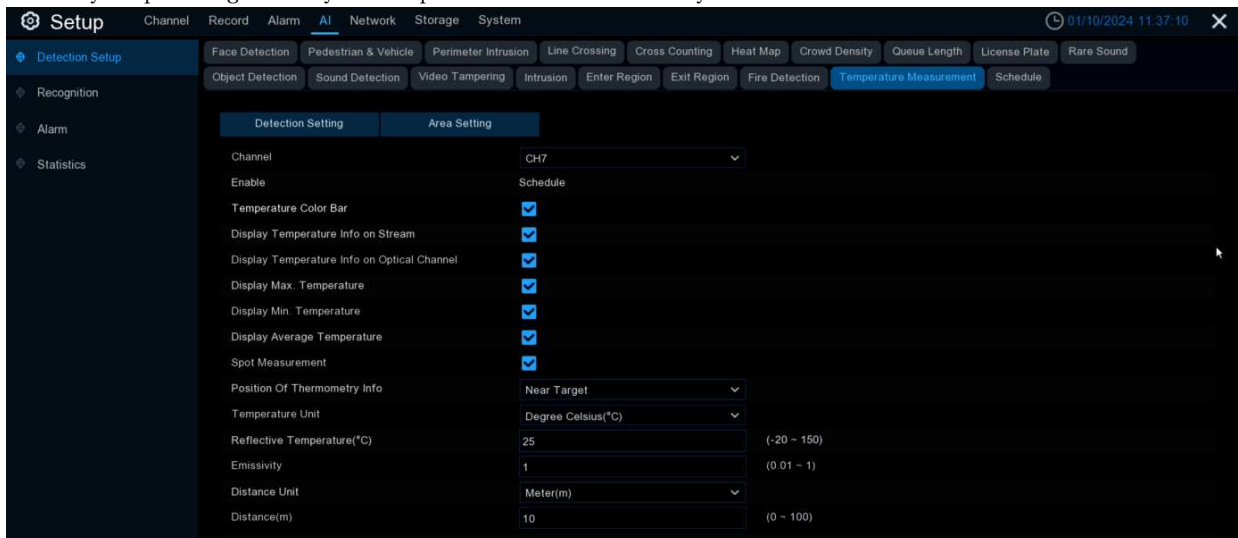 Setup Channel Record Alarm AI Network Storage System 01/10/2024 11:37:10
Detection Setup
Recognition
Alarm
Statistics
Face Detection Pedestrian & Vehicle Perimeter Intrusion Line Crossing Cross Counting Heat Map Crowd Density Queue Length License Plate Rare Sound
Object Detection Sound Detection Video Tampering Intrusion Enter Region Exit Region Fire Detection Temperature Measurement Schedule
Detection Setting Area Setting
Channel CH7
Enable Schedule
Temperature Color Bar
Display Temperature Info on Stream
Display Temperature Info on Optical Channel
Display Max. Temperature
Display Min. Temperature
Display Average Temperature
Spot Measurement
Position Of Thermometry Info Near Target
Temperature Unit Degree Celsius(°C)
Reflective Temperature(°C) 25 (-20 ~ 150)
Emissivity 1 (0.01 ~ 1)
Distance Unit Meter(m)
Distance(m) 10 (0 ~ 100)